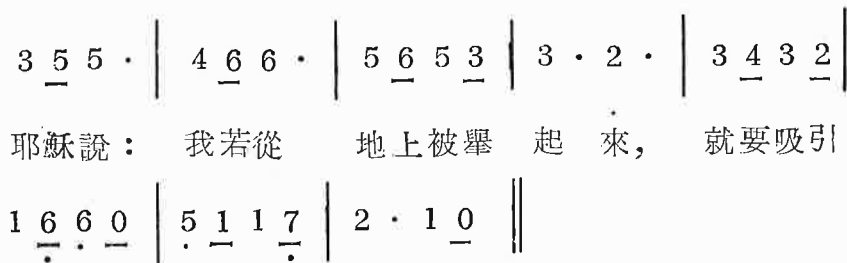 3 5 5 · | 4 6 6 · | 5 6 5 3 | 3 · 2 · | 3 4 3 2 |
耶穌說： 我若從 地上被舉 起 來， 就要吸引
1 6 6 0 | 5 1 1 7 | 2 · 1 0 ‖